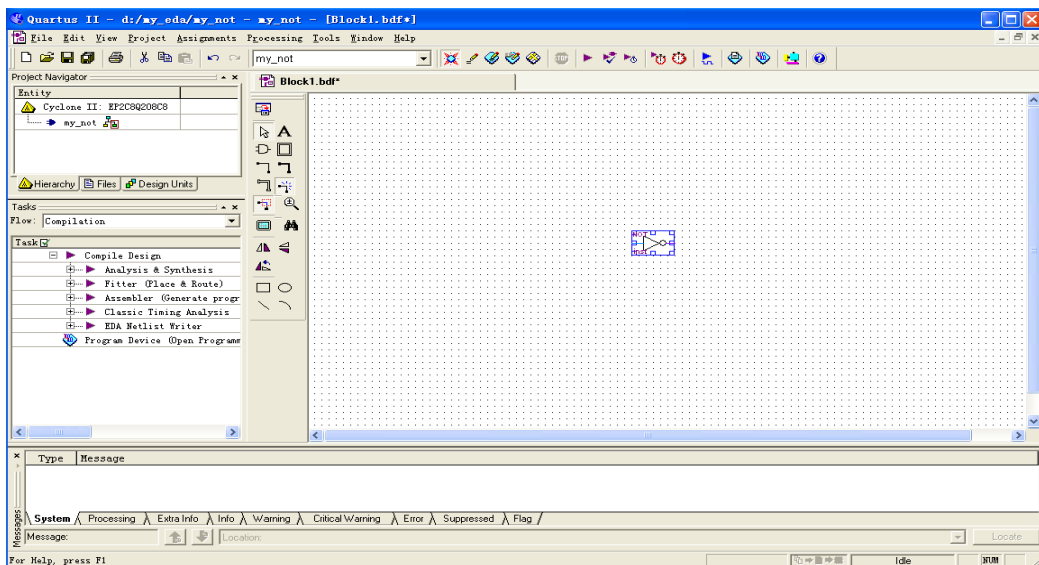 Quartus II - d:/my_eda/my_not - my_not - [Block1.bdf*]
File Edit View Project Assignments Processing Tools Window Help
my_not
Project Navigator
Block1.bdf*
Entity
Cyclone II: EP2C8Q208C8
my_not
Hierarchy Files Design Units
Tasks
Flow: Compilation
Task
Compile Design
Analysis & Synthesis
Fitter (Place & Route)
Assembler (Generate progr
Classic Timing Analysis
EDA Netlist Writer
Program Device (Open Programm
NOT
inst
Type Message
System Processing Extra Info Info Warning Critical Warning Error Suppressed Flag
Messages
Message: Location: Locate
For Help, press F1 Idle NUM